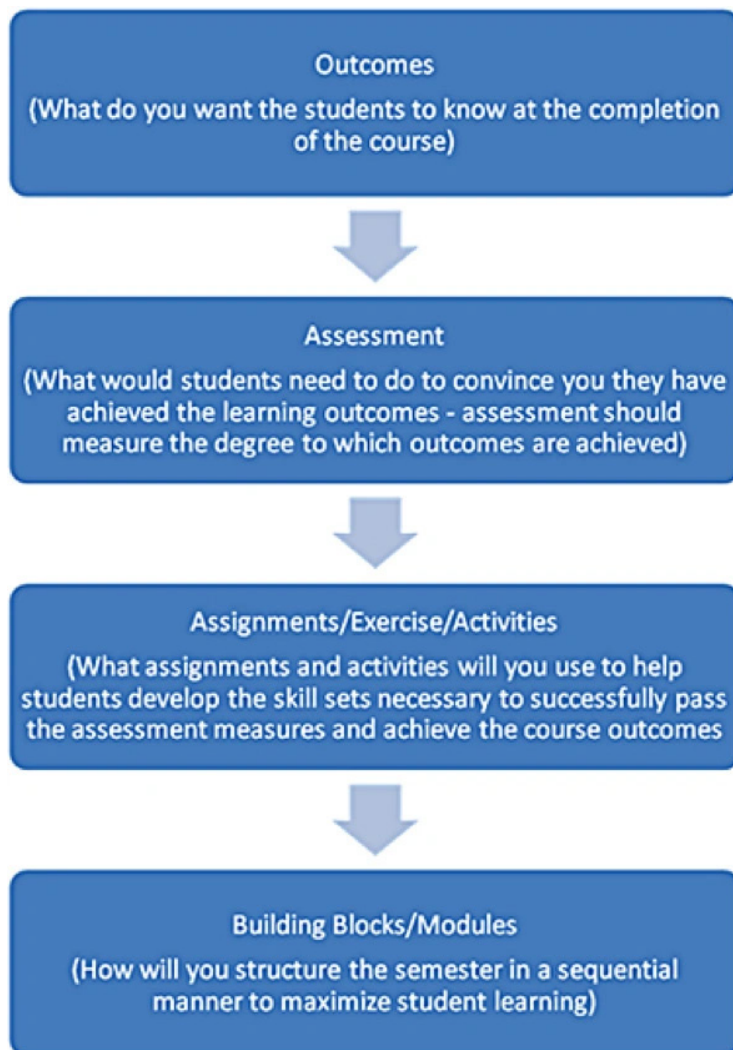 Outcomes
(What do you want the students to know at the completion
of the course)
Assessment
(What would students need to do to convince you they have
achieved the learning outcomes - assessment should
measure the degree to which outcomes are achieved)
Assignments/Exercise/Activities
(What assignments and activities will you use to help
students develop the skill sets necessary to successfully pass
the assessment measures and achieve the course outcomes
Building Blocks/Modules
(How will you structure the semester in a sequential
manner to maximize student learning)